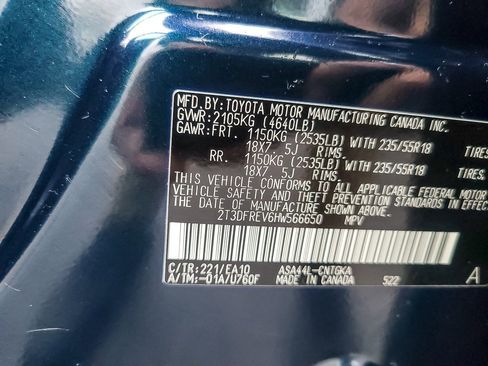 MFD. BY: TOYOTA MOTOR MANUFACTURING CANADA INC.
GVWR: 2105KG (4640LB)
GAWR: FRT. 1150KG (2535LB) WITH 235/55R18 TIRES
18X7. 5J RIMS.
RR. 1150KG (2535LB) WITH 235/55R18 TIRES
18X7. 5J RIMS.
THIS VEHICLE CONFORMS TO ALL APPLICABLE FEDERAL MOTOR
VEHICLE SAFETY AND THEFT PREVENTION STANDARDS IN EFFECT
ON THE DATE OF MANUFACTURE SHOWN ABOVE.
2T3DFREV6HW566650 MPV
C/TR: 221/EA10 ASA44L-CNTGKA
A/TM: -01A/U760F MADE IN CANADA 522 A